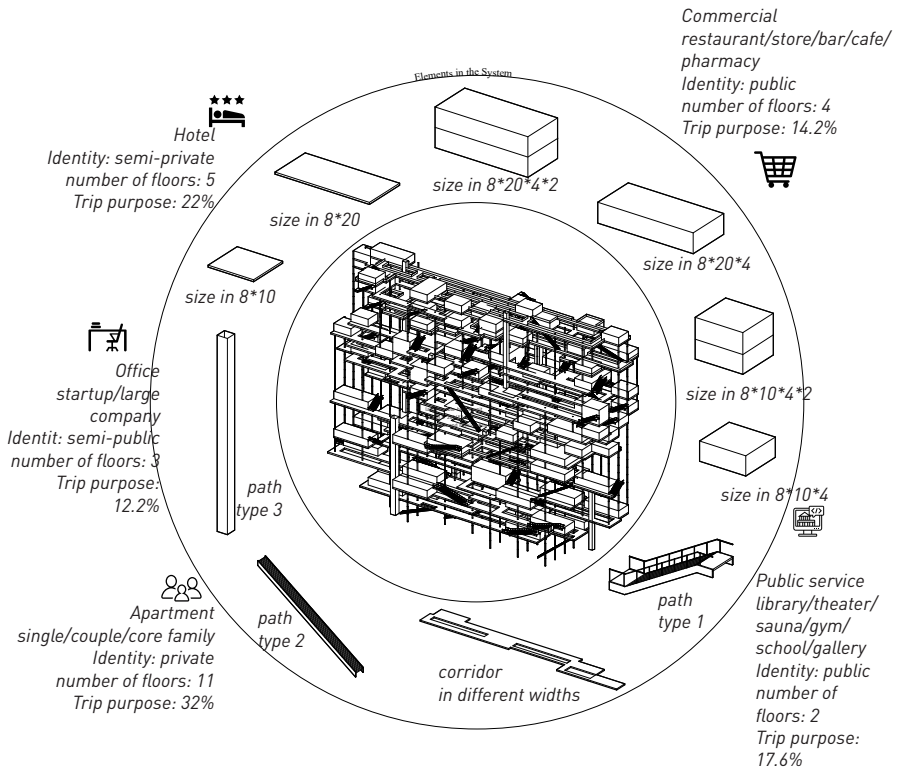 Commercial
restaurant/store/bar/cafe/
pharmacy
Identity: public
number of floors: 4
Trip purpose: 14.2%
Elements in the System
Hotel
Identity: semi-private
number of floors: 5
Trip purpose: 22%
size in 8*20*4*2
size in 8*20
size in 8*20*4
size in 8*10
Office
startup/large
company
Identit: semi-public
number of floors: 3
Trip purpose:
12.2%
size in 8*10*4*2
size in 8*10*4
path
type 3
Apartment
single/couple/core family
Identity: private
number of floors: 11
Trip purpose: 32%
path
type 2
corridor
in different widths
path
type 1
Public service
library/theater/
sauna/gym/
school/gallery
Identity: public
number of
floors: 2
Trip purpose:
17.6%